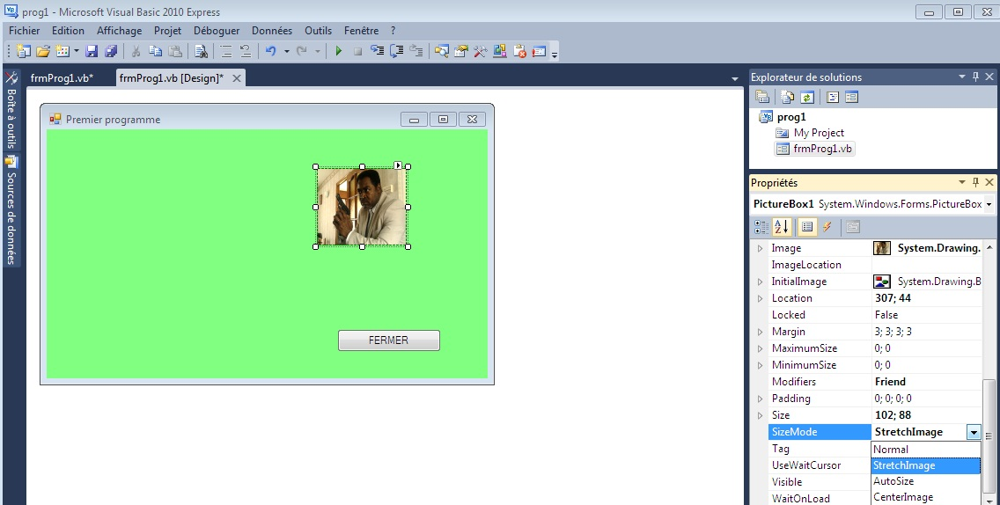 prog1 - Microsoft Visual Basic 2010 Express
Fichier Edition Affichage Projet Déboguer Données Outils Fenêtre ?
frmProg1.vb* frmProg1.vb [Design]*
Boîte à outils
Sources de données
Premier programme
FERMER
Explorateur de solutions
prog1
My Project
frmProg1.vb
Propriétés
PictureBox1 System.Windows.Forms.PictureBox
Image System.Drawing.
ImageLocation
InitialImage System.Drawing.B
Location 307; 44
Locked False
Margin 3; 3; 3; 3
MaximumSize 0; 0
MinimumSize 0; 0
Modifiers Friend
Padding 0; 0; 0; 0
Size 102; 88
SizeMode StretchImage
Tag Normal
UseWaitCursor StretchImage
Visible AutoSize
WaitOnLoad CenterImage